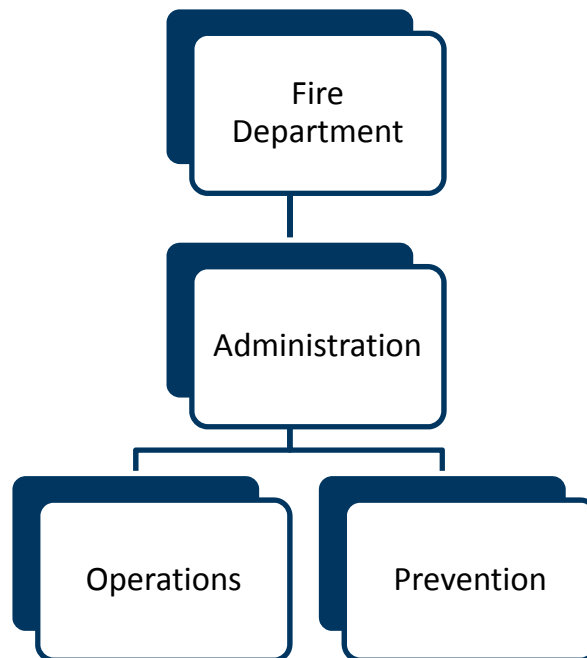 Fire
Department
Administration
Operations
Prevention